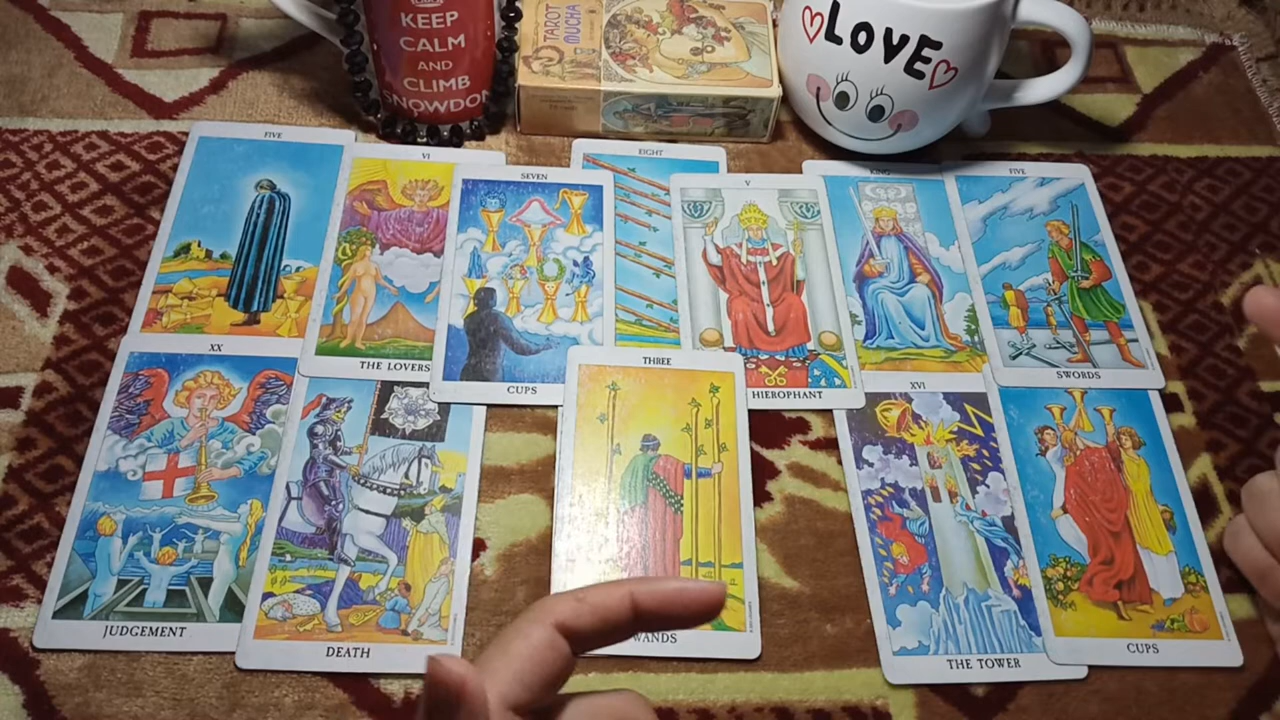 KEEP
CALM
AND
CLIMB
SNOWDON
TAROT
MUCHA
LOVE
FIVE
VI
THE LOVERS
SEVEN
CUPS
EIGHT
V
HIEROPHANT
KING
FIVE
SWORDS
XX
JUDGEMENT
DEATH
THREE
WANDS
XVI
THE TOWER
CUPS